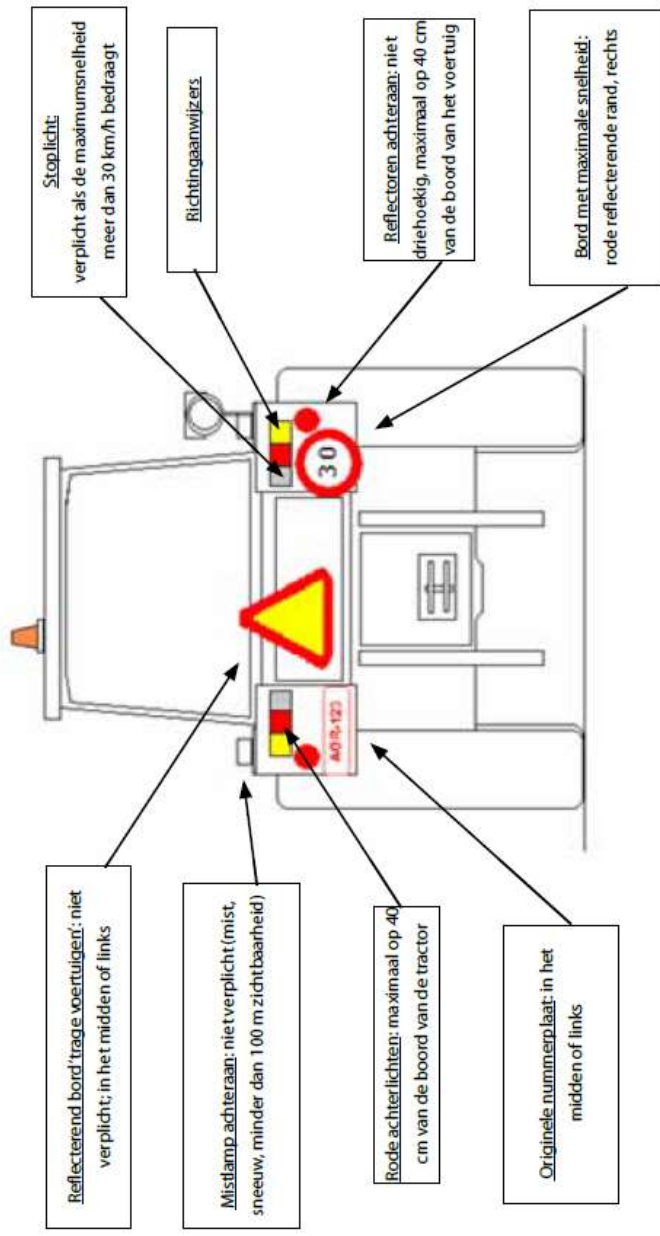 Reflecterend bord 'trage voertuigen': niet
verplicht; in het midden of links
Mistlamp achteraan: niet verplicht (mist,
sneeuw, minder dan 100 m zichtbaarheid)
Rode achterlichten: maximaal op 40
cm van de boord van de tractor
Originele nummerplaat: in het
midden of links
AOR-123
30
Stoplicht:
verplicht als de maximumsnelheid
meer dan 30 km/h bedraagt
Richtingaanwijzers
Reflectoren achteraan: niet
driehoekig, maximaal op 40 cm
van de boord van het voertuig
Bord met maximale snelheid:
rode reflecterende rand, rechts